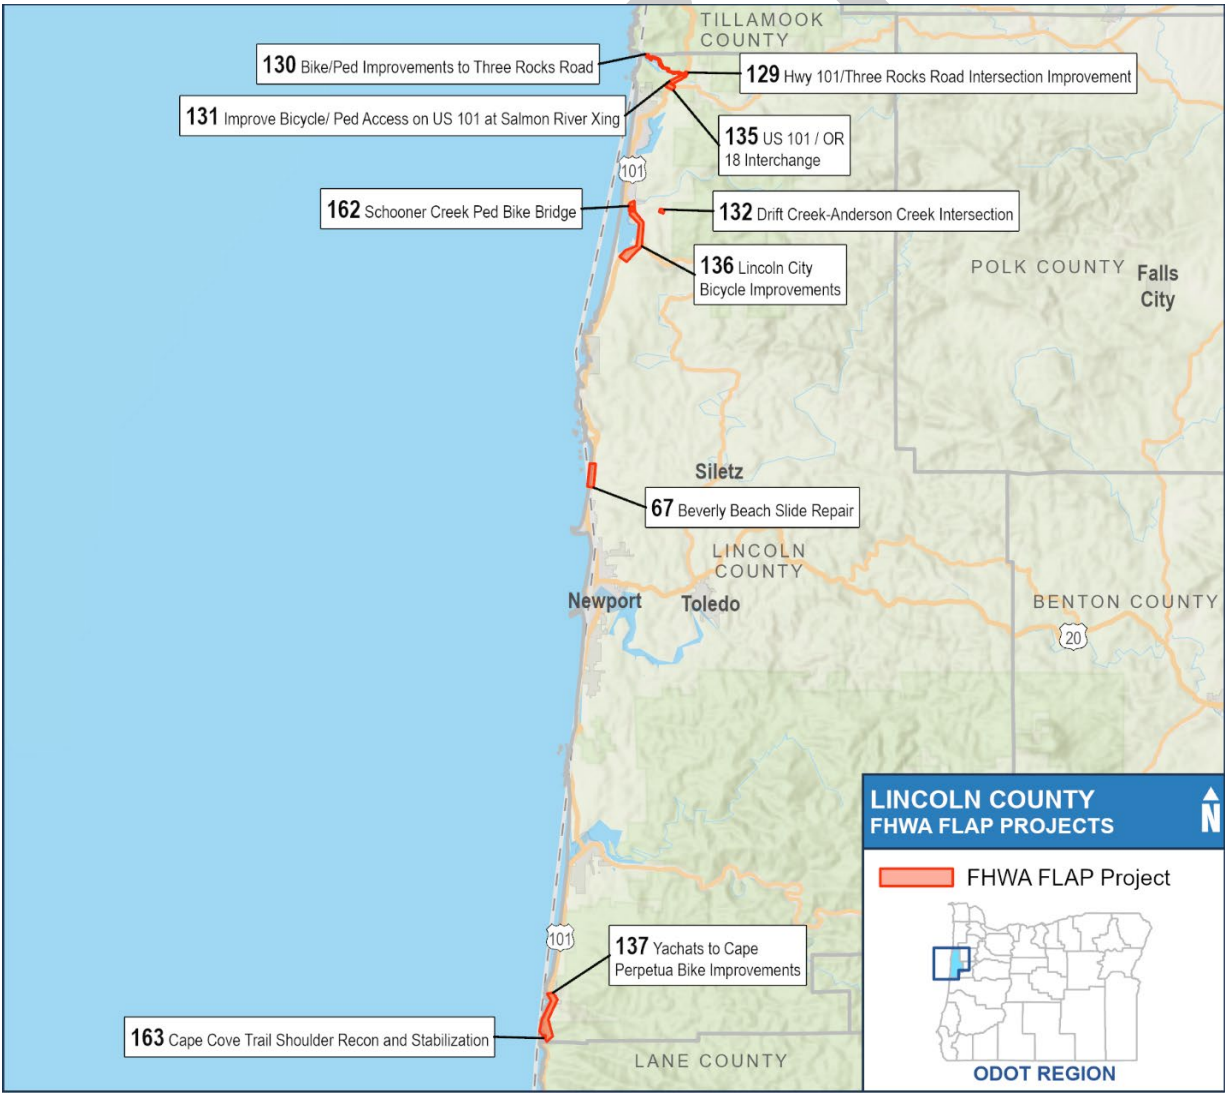 TILLAMOOK
COUNTY
130 Bike/Ped Improvements to Three Rocks Road
129 Hwy 101/Three Rocks Road Intersection Improvement
131 Improve Bicycle/ Ped Access on US 101 at Salmon River Xing
135 US 101 / OR
18 Interchange
101
162 Schooner Creek Ped Bike Bridge
132 Drift Creek-Anderson Creek Intersection
136 Lincoln City
Bicycle Improvements
POLK COUNTY
Falls
City
Siletz
67 Beverly Beach Slide Repair
LINCOLN
COUNTY
Newport
Toledo
BENTON COUNTY
20
LINCOLN COUNTY
FHWA FLAP PROJECTS
N
FHWA FLAP Project
101
137 Yachats to Cape
Perpetua Bike Improvements
163 Cape Cove Trail Shoulder Recon and Stabilization
LANE COUNTY
ODOT REGION